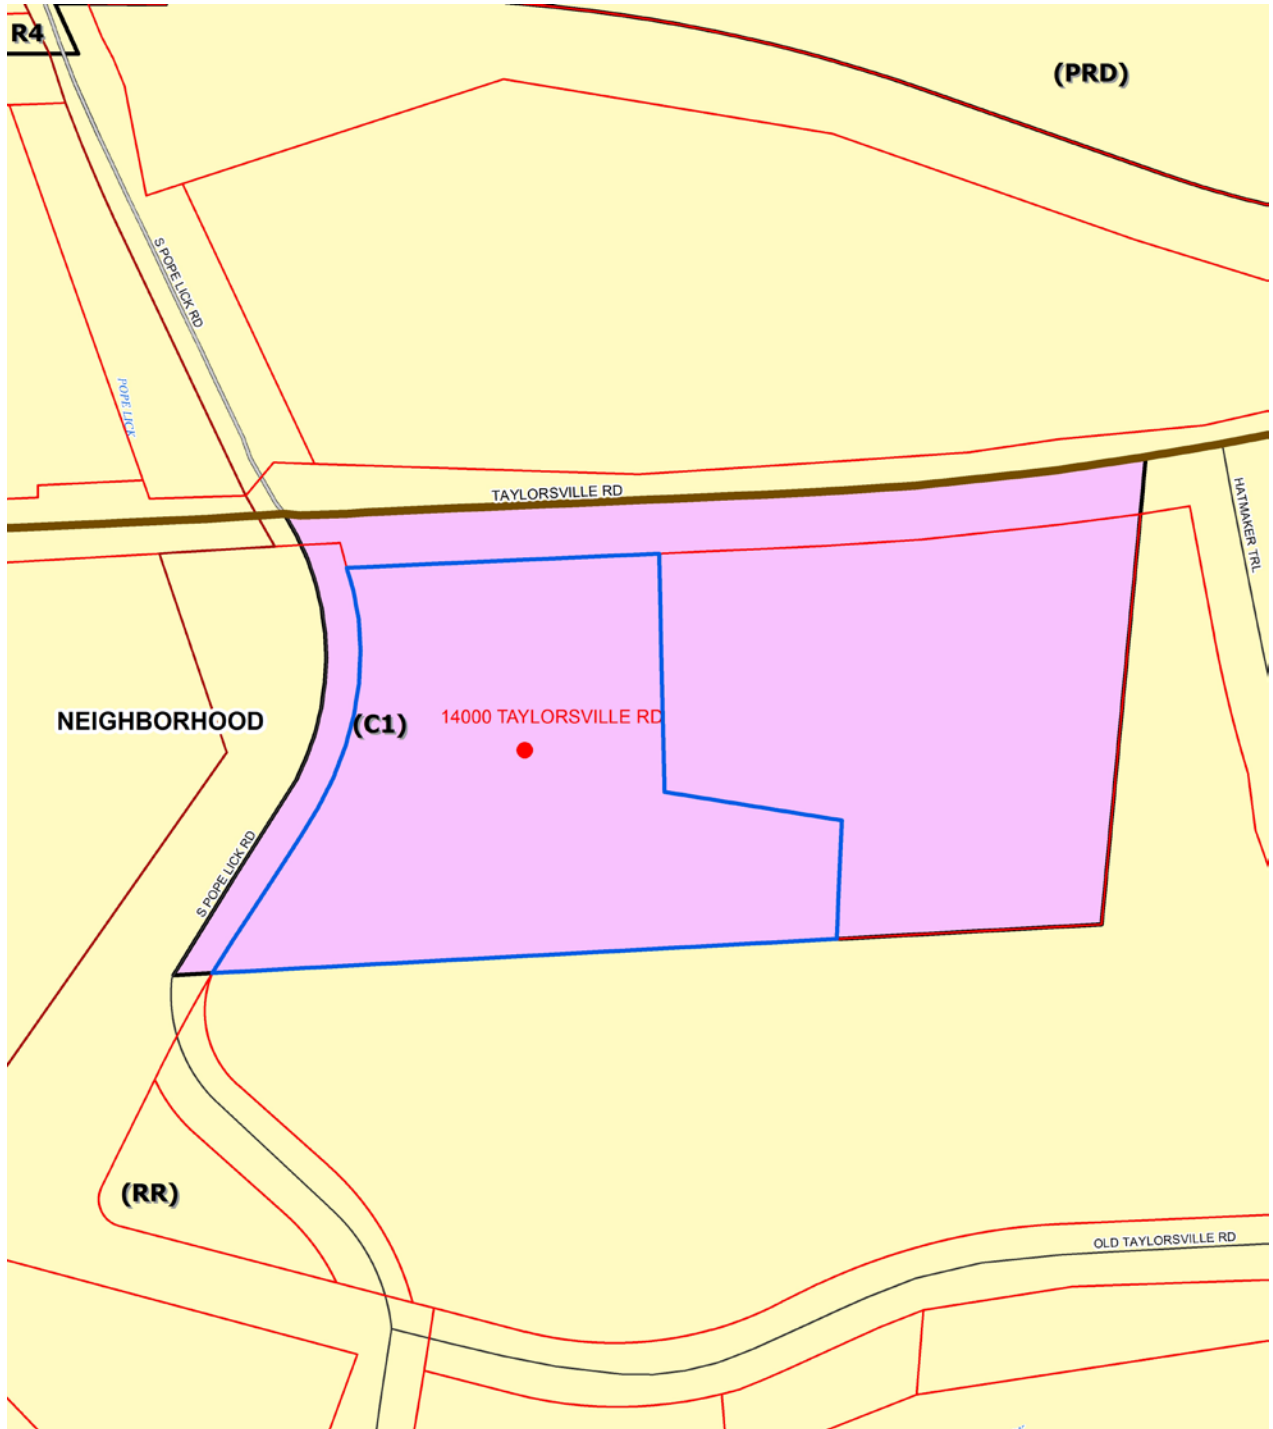 R4
(PRD)
S POPE LICK RD
POPE LICK
TAYLORSVILLE RD
HATMAKER TRL
NEIGHBORHOOD
(C1)
14000 TAYLORSVILLE RD
S POPE LICK RD
(RR)
OLD TAYLORSVILLE RD